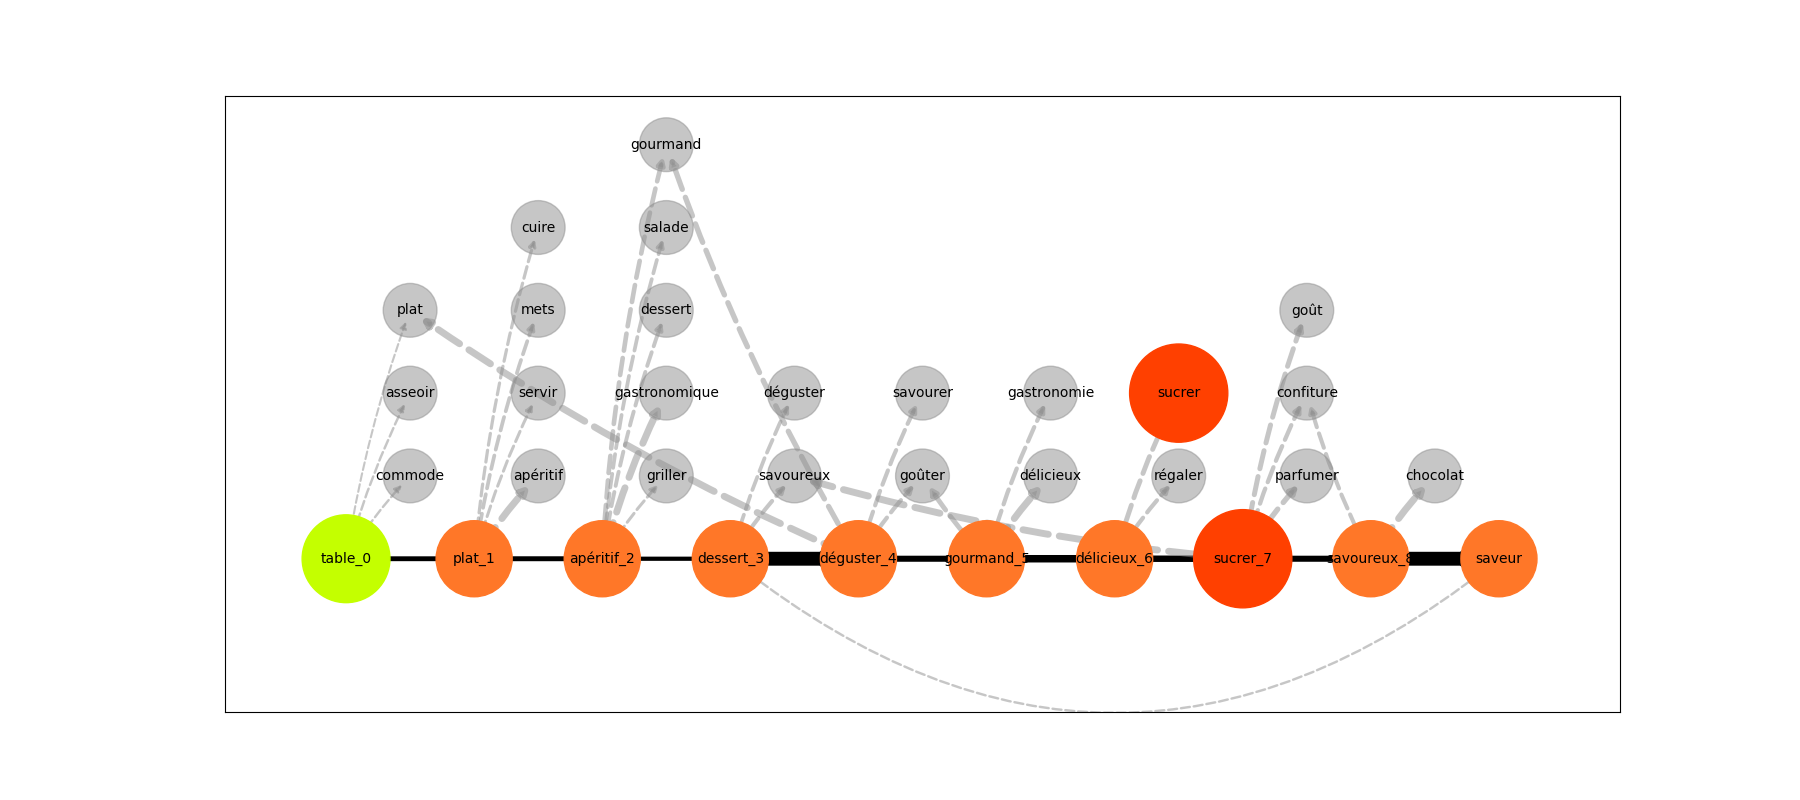 gourmand
cuire
salade
plat
mets
dessert
goût
asseoir
servir
gastronomique
déguster
savourer
gastronomie
sucrer
confiture
commode
apéritif
griller
savoureux
goûter
délicieux
régaler
parfumer
chocolat
table_0
plat_1
apéritif_2
dessert_3
déguster_4
gourmand_5
délicieux_6
sucrer_7
savoureux_8
saveur